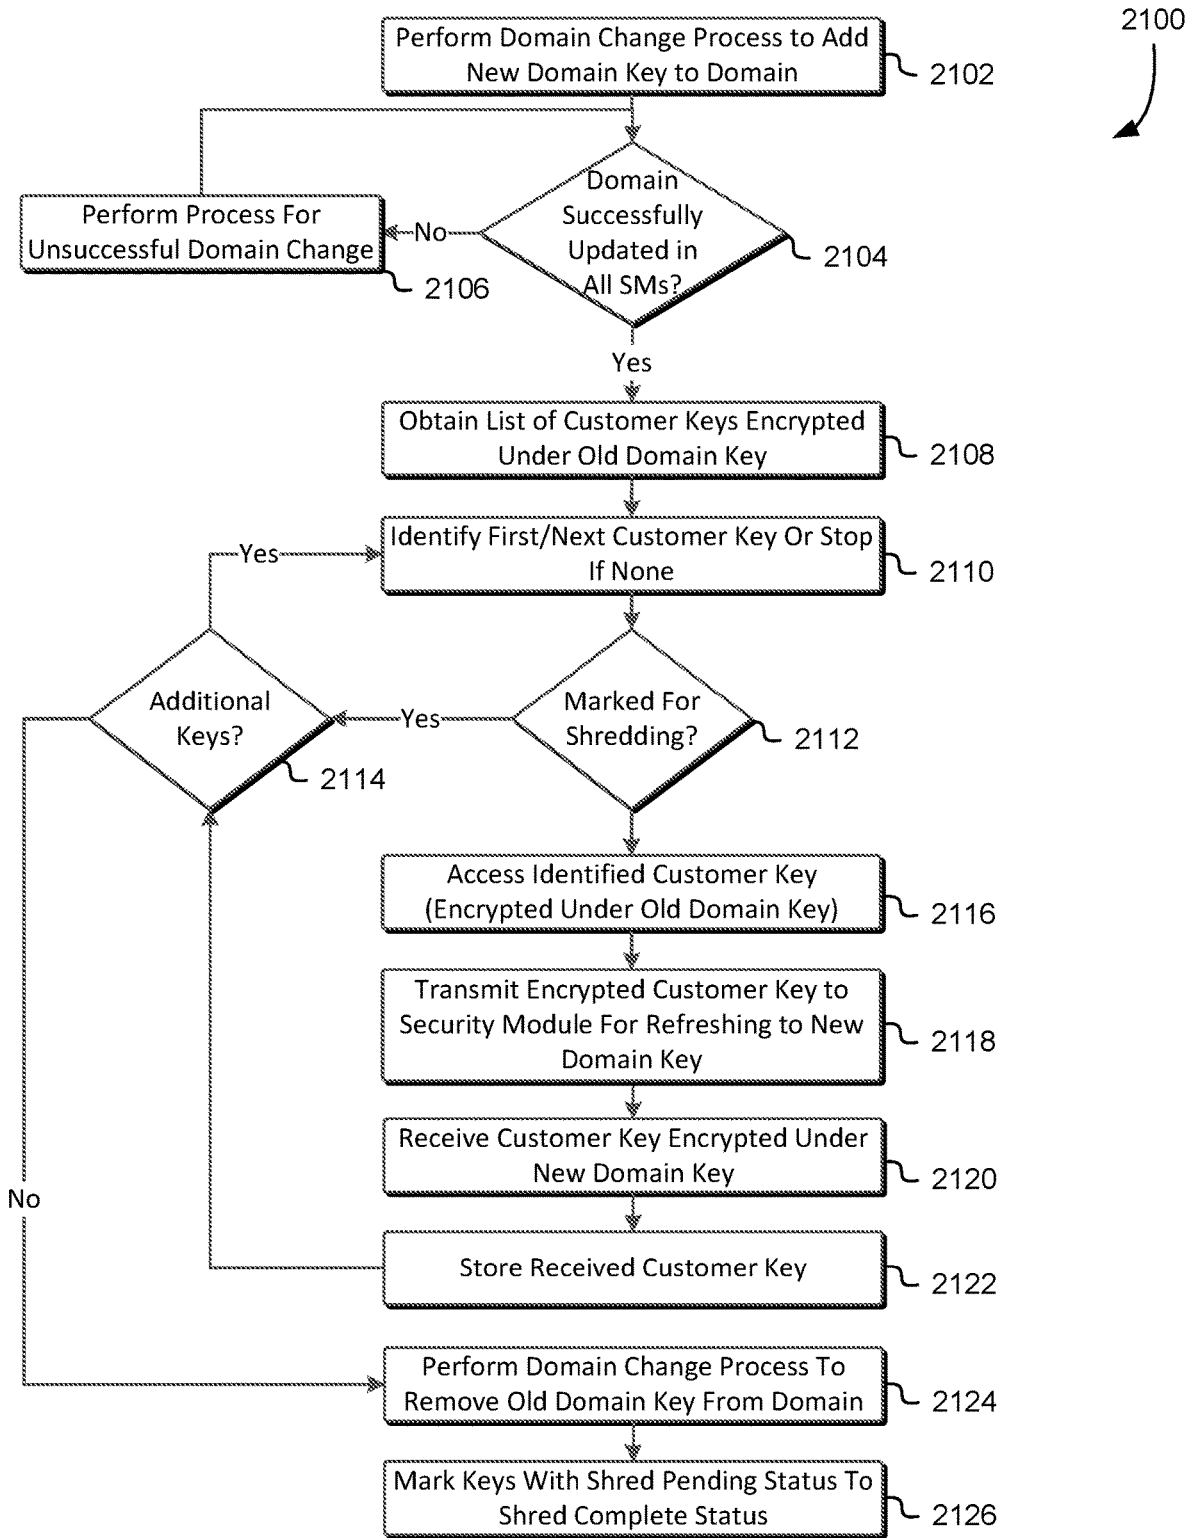 2100
Perform Domain Change Process to Add
New Domain Key to Domain
2102
Domain
Successfully
Updated in
All SMs?
2104
No
Perform Process For
Unsuccessful Domain Change
2106
Yes
Obtain List of Customer Keys Encrypted
Under Old Domain Key
2108
Identify First/Next Customer Key Or Stop
If None
2110
Yes
Additional
Keys?
2114
Yes
Marked For
Shredding?
2112
Access Identified Customer Key
(Encrypted Under Old Domain Key)
2116
Transmit Encrypted Customer Key to
Security Module For Refreshing to New
Domain Key
2118
Receive Customer Key Encrypted Under
New Domain Key
2120
No
Store Received Customer Key
2122
Perform Domain Change Process To
Remove Old Domain Key From Domain
2124
Mark Keys With Shred Pending Status To
Shred Complete Status
2126